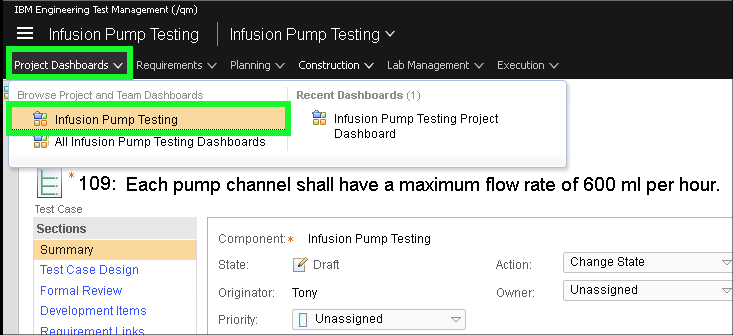 IBM Engineering Test Management (/qm)
Infusion Pump Testing Infusion Pump Testing
Project Dashboards Requirements Planning Construction Lab Management Execution
Browse Project and Team Dashboards
Infusion Pump Testing
All Infusion Pump Testing Dashboards
Recent Dashboards (1)
Infusion Pump Testing Project
Dashboard
* 109: Each pump channel shall have a maximum flow rate of 600 ml per hour.
Test Case
Sections
Summary
Test Case Design
Formal Review
Development Items
Requirement Links
Component:* Infusion Pump Testing
State: Draft
Originator: Tony
Priority: Unassigned
Action: Change State
Owner: Unassigned